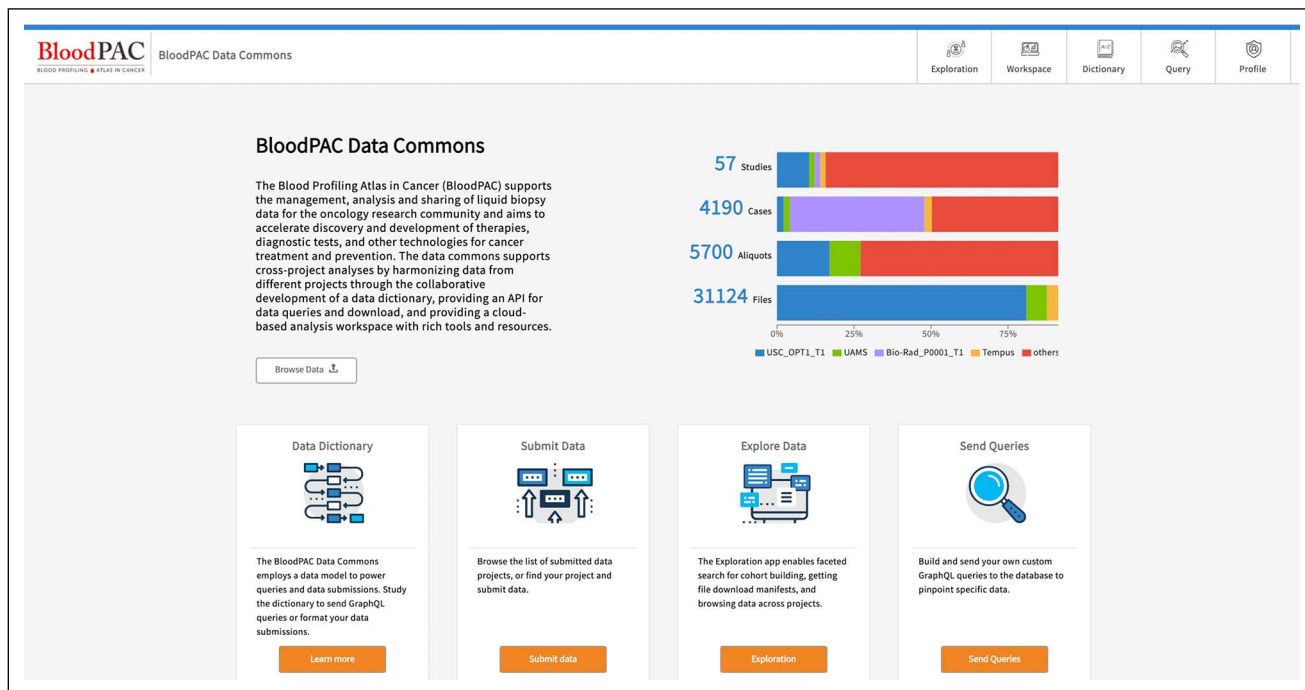 BloodPAC
BLOOD PROFILING ATLAS IN CANCER
BloodPAC Data Commons
Exploration
Workspace
A-Z
Dictionary
Query
Profile
BloodPAC Data Commons
The Blood Profiling Atlas in Cancer (BloodPAC) supports
the management, analysis and sharing of liquid biopsy
data for the oncology research community and aims to
accelerate discovery and development of therapies,
diagnostic tests, and other technologies for cancer
treatment and prevention. The data commons supports
cross-project analyses by harmonizing data from
different projects through the collaborative
development of a data dictionary, providing an API for
data queries and download, and providing a cloud-
based analysis workspace with rich tools and resources.
Browse Data
57 Studies
4190 Cases
5700 Aliquots
31124 Files
0% 25% 50% 75%
USC_OPT1_T1 UAMS Bio-Rad_P0001_T1 Tempus others
Data Dictionary
The BloodPAC Data Commons
employs a data model to power
queries and data submissions. Study
the dictionary to send GraphQL
queries or format your data
submissions.
Learn more
Submit Data
Browse the list of submitted data
projects, or find your project and
submit data.
Submit data
Explore Data
The Exploration app enables faceted
search for cohort building, getting
file download manifests, and
browsing data across projects.
Exploration
Send Queries
Build and send your own custom
GraphQL queries to the database to
pinpoint specific data.
Send Queries